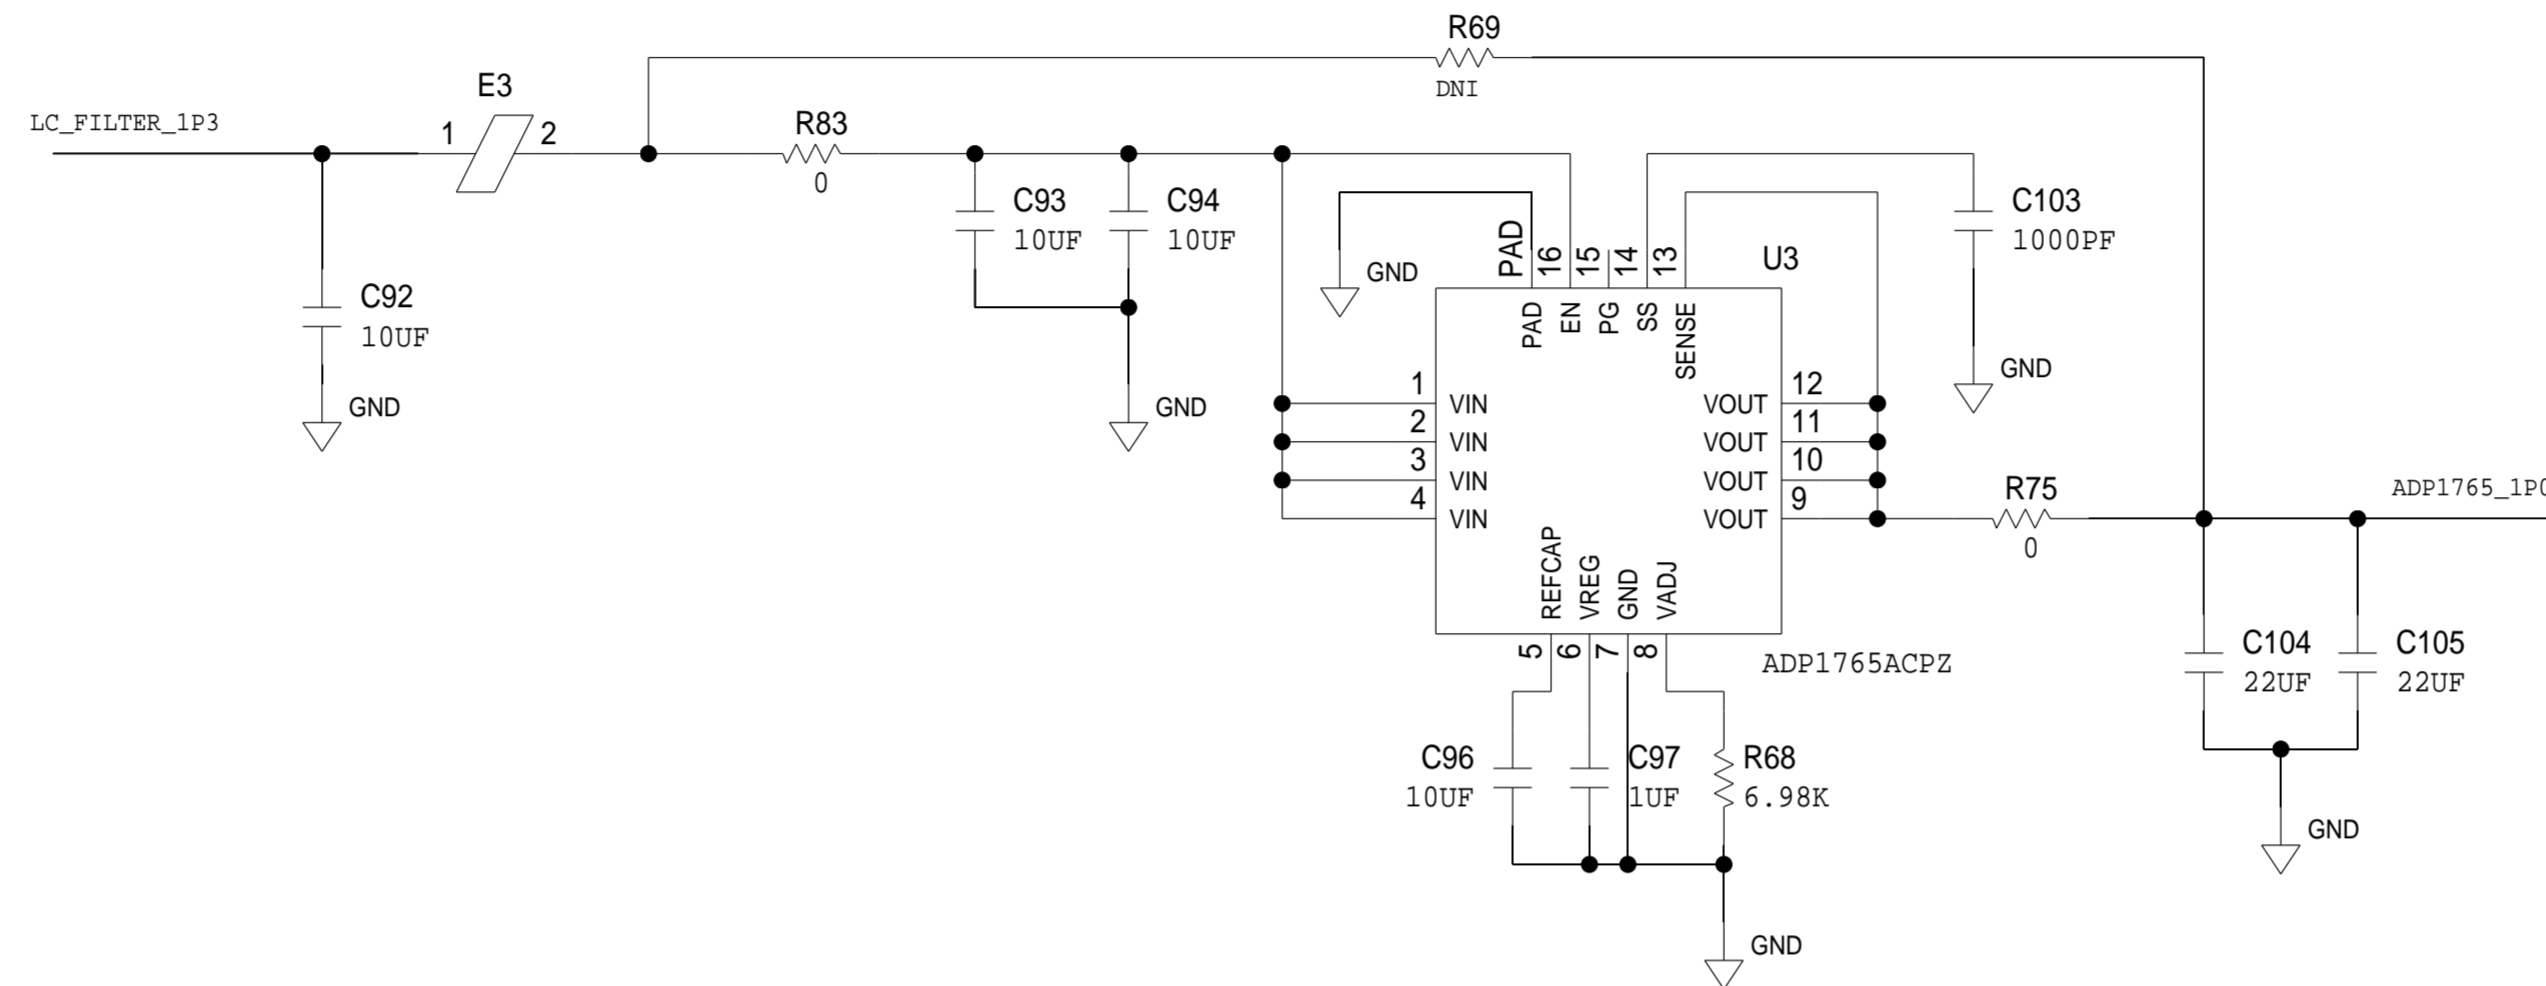 R69
DNI
E3
LC_FILTER_1P3
1
2
R83
0
C93
10UF
C94
10UF
C92
10UF
GND
GND
GND
PAD
16
15
14
13
U3
PAD
EN
PG
SS
SENSE
C103
1000PF
GND
1
VIN
2
VIN
3
VIN
4
VIN
12
VOUT
11
VOUT
10
VOUT
9
VOUT
R75
0
ADP1765_1P0
REFCAP
VREG
GND
VADJ
5
6
7
8
ADP1765ACPZ
C96
10UF
C97
1UF
R68
6.98K
GND
C104
22UF
C105
22UF
GND